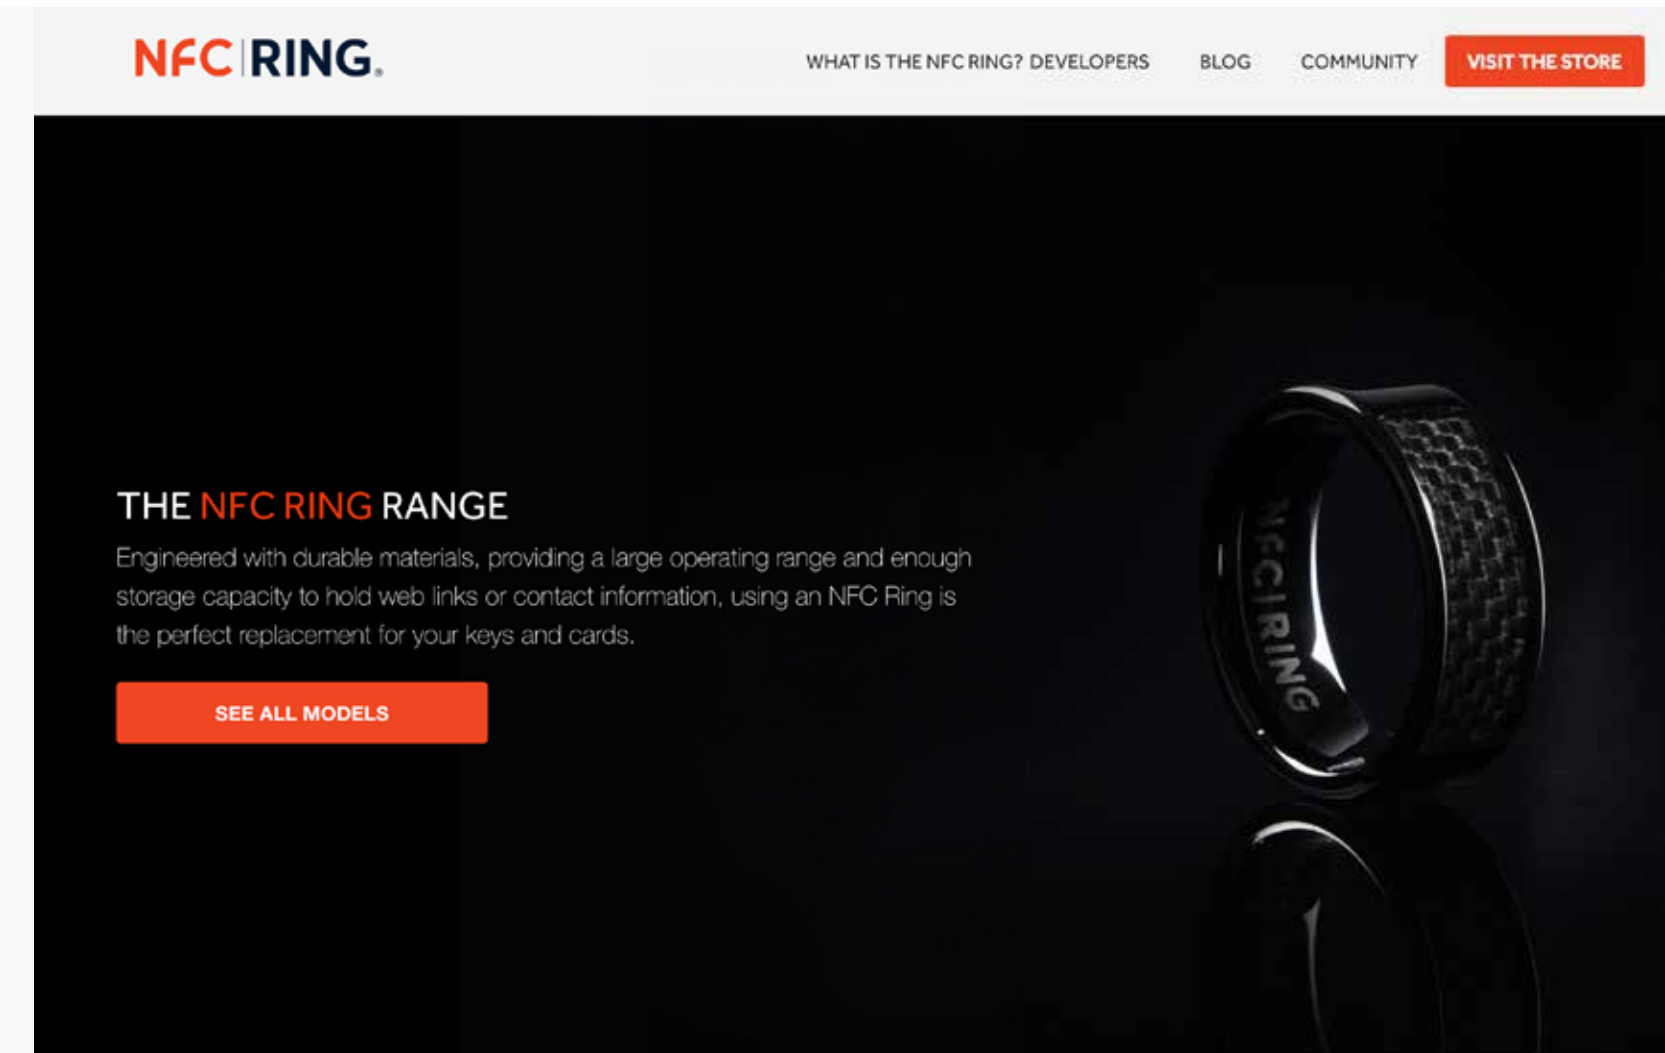 NFC|RING®
WHAT IS THE NFC RING? DEVELOPERS BLOG COMMUNITY VISIT THE STORE
THE NFC RING RANGE
Engineered with durable materials, providing a large operating range and enough
storage capacity to hold web links or contact information, using an NFC Ring is
the perfect replacement for your keys and cards.
SEE ALL MODELS
NFC|RING